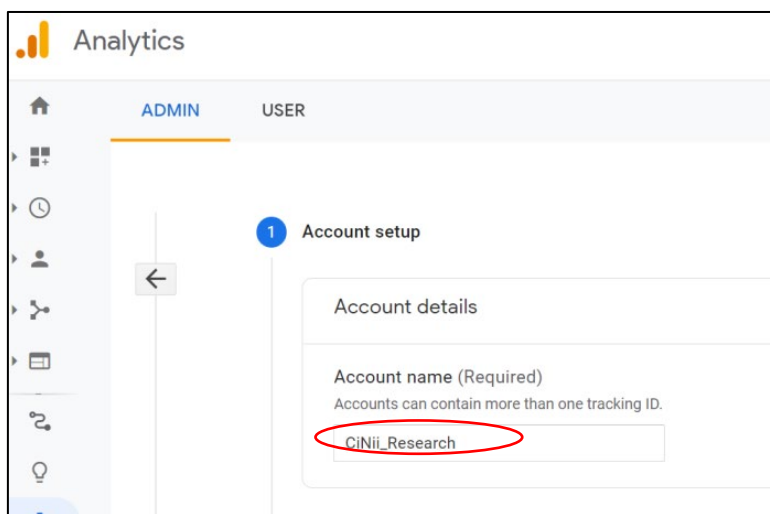 Analytics
ADMIN USER
1 Account setup
Account details
Account name (Required)
Accounts can contain more than one tracking ID.
CiNii_Research